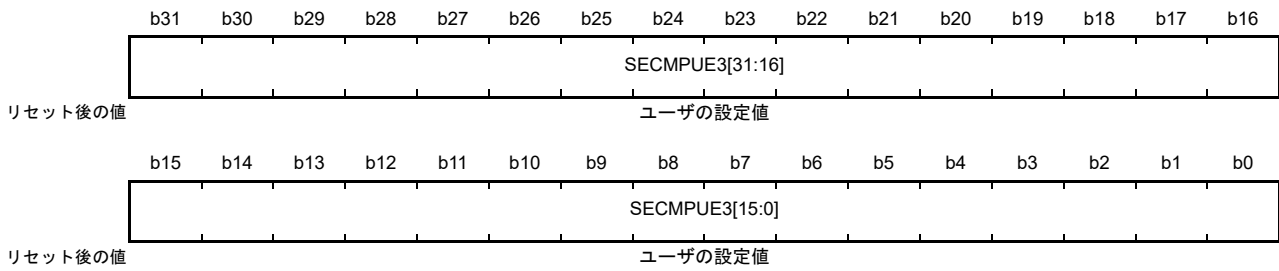 b31 b30 b29 b28 b27 b26 b25 b24 b23 b22 b21 b20 b19 b18 b17 b16
SECMPUE3[31:16]
リセット後の値 ユーザの設定値
b15 b14 b13 b12 b11 b10 b9 b8 b7 b6 b5 b4 b3 b2 b1 b0
SECMPUE3[15:0]
リセット後の値 ユーザの設定値